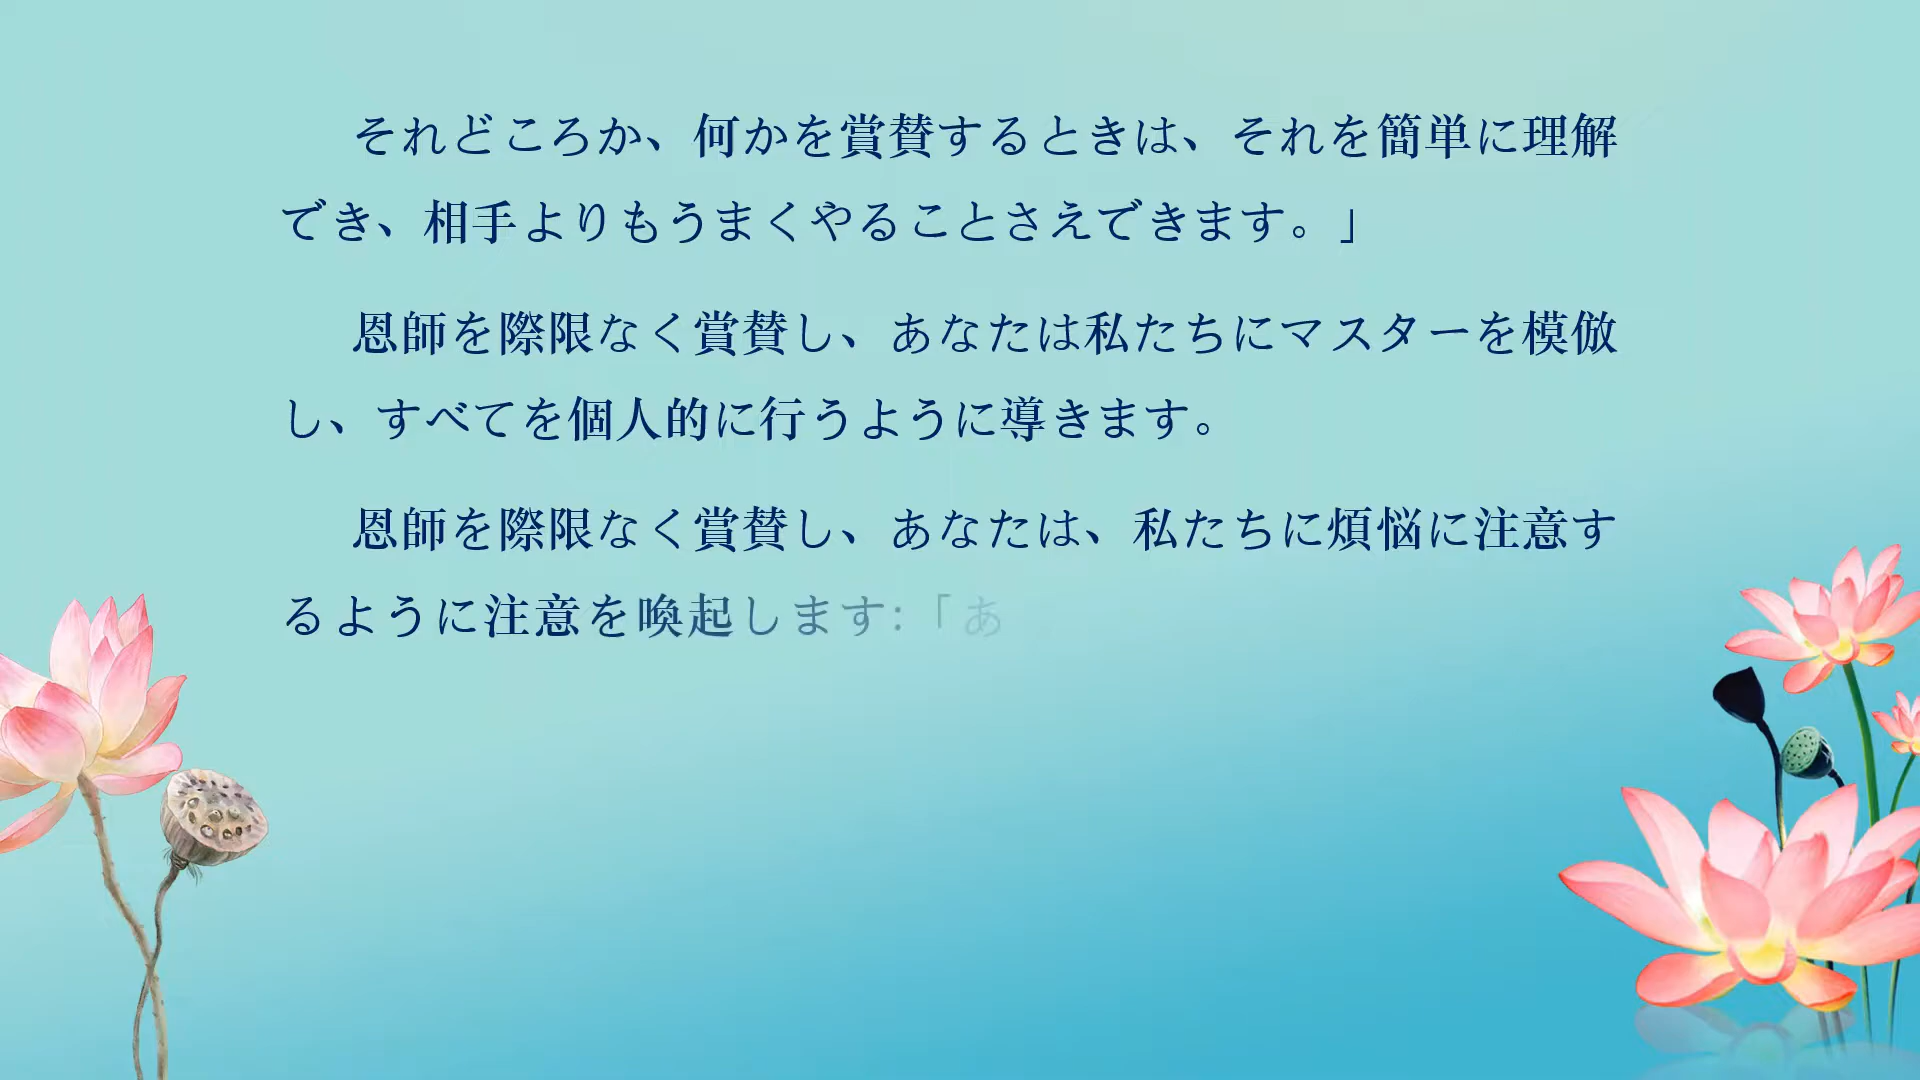 それどころか、何かを賞賛するときは、それを簡単に理解
でき、相手よりもうまくやることさえできます。」
恩師を際限なく賞賛し、あなたは私たちにマスターを模倣
し、すべてを個人的に行うように導きます。
恩師を際限なく賞賛し、あなたは、私たちに煩悩に注意す
るように注意を喚起します:「あ